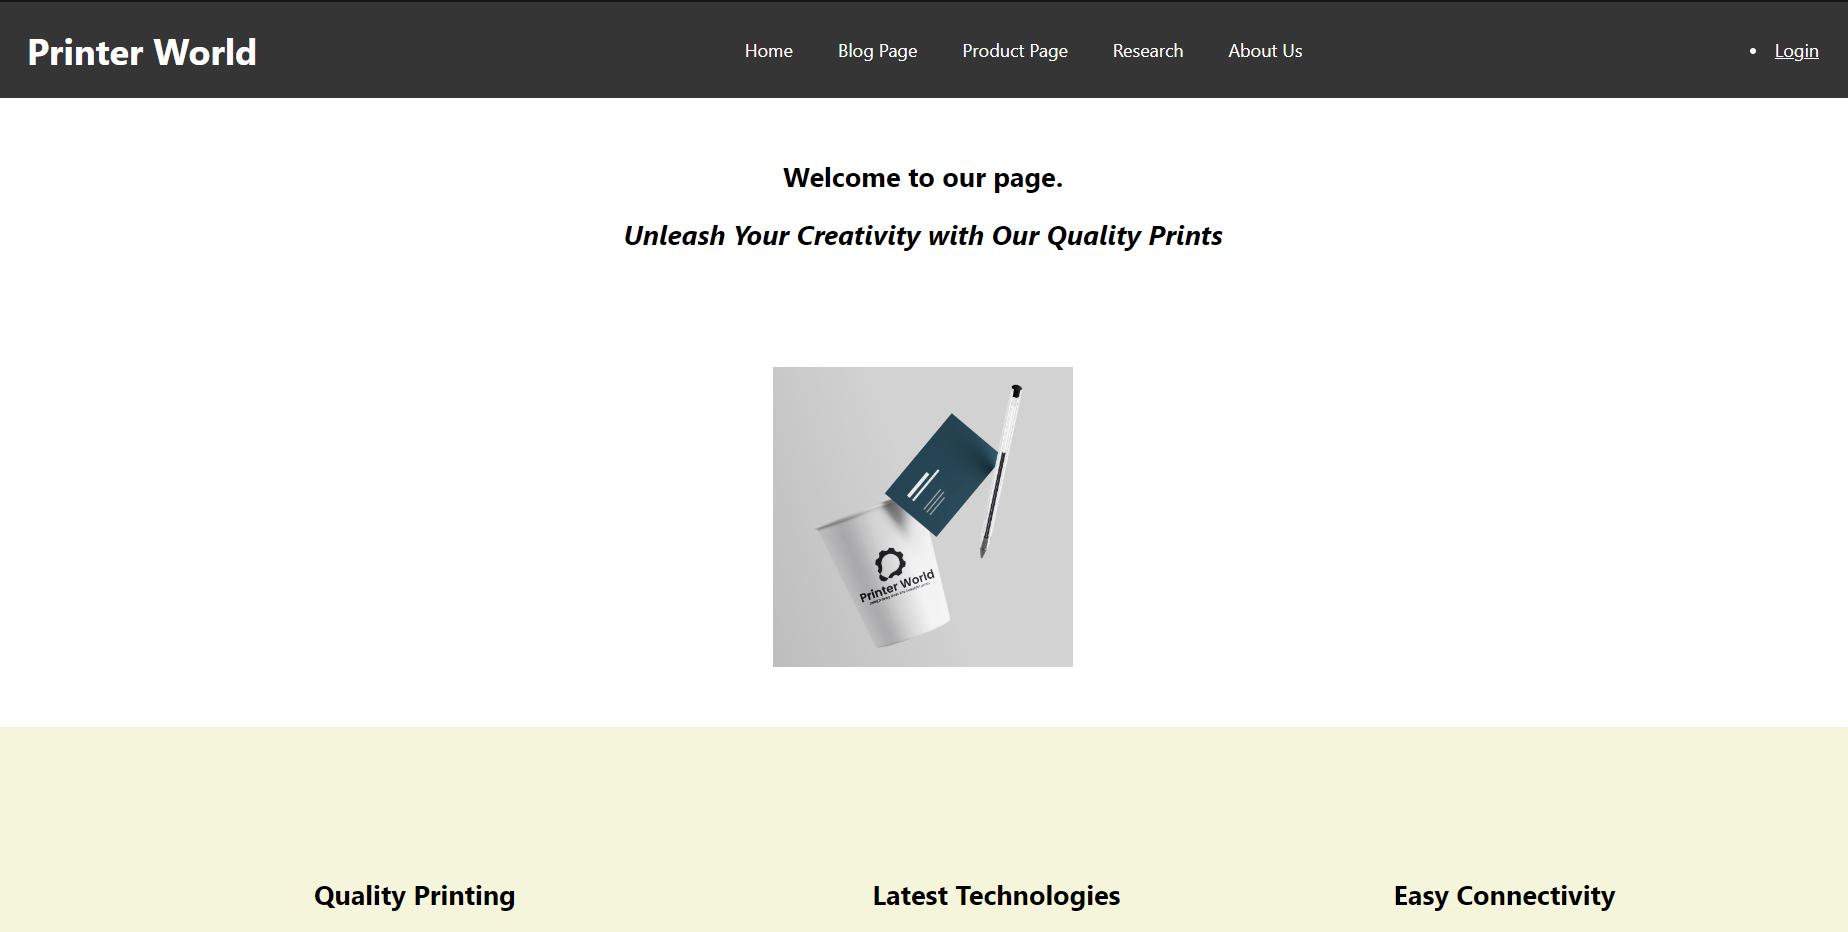 Printer World
Home Blog Page Product Page Research About Us
• Login
Welcome to our page.
Unleash Your Creativity with Our Quality Prints
Printer World
Quality Printing Latest Technologies Easy Connectivity